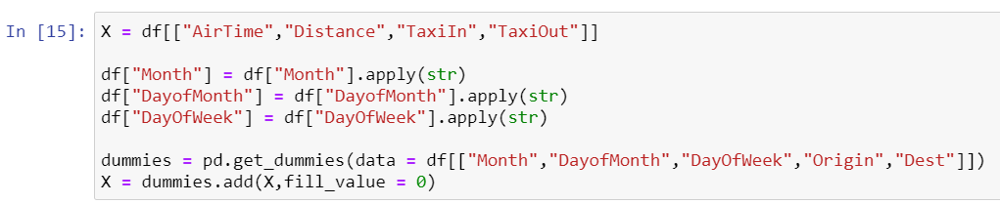 In [15]: X = df[["AirTime","Distance","TaxiIn","TaxiOut"]]
df["Month"] = df["Month"].apply(str)
df["DayofMonth"] = df["DayofMonth"].apply(str)
df["DayOfWeek"] = df["DayOfWeek"].apply(str)
dummies = pd.get_dummies(data = df[["Month","DayofMonth","DayOfWeek","Origin","Dest"]])
X = dummies.add(X,fill_value = 0)